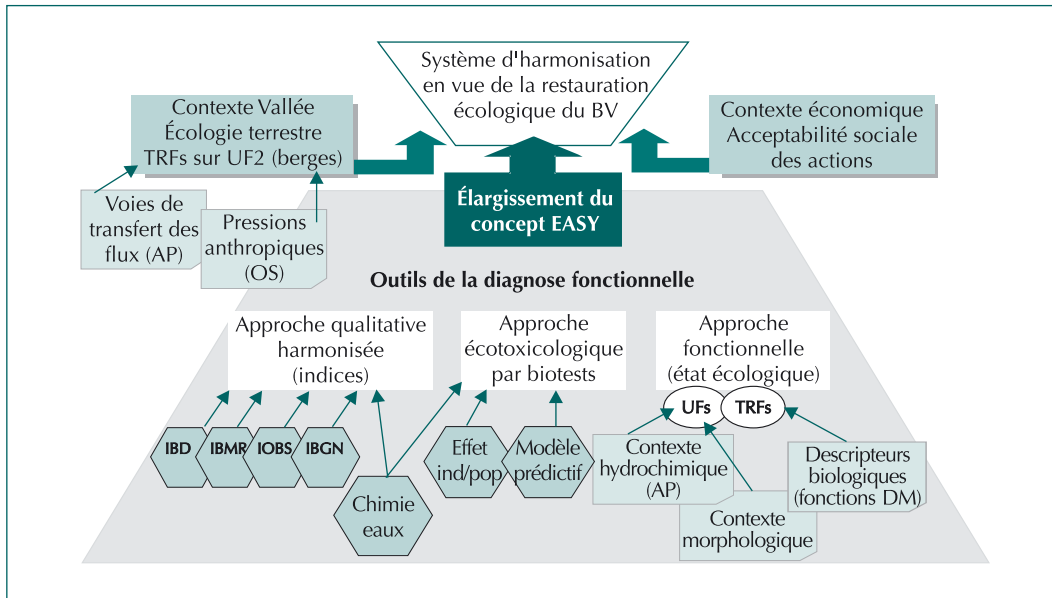 Système d'harmonisation
en vue de la restauration
écologique du BV
Contexte Vallée
Écologie terrestre
TRFs sur UF2 (berges)
Contexte économique
Acceptabilité sociale
des actions
Voies de
transfert des
flux (AP)
Pressions
anthropiques
(OS)
Élargissement du
concept EASY
Outils de la diagnose fonctionnelle
Approche qualitative
harmonisée
(indices)
Approche
écotoxicologique
par biotests
Approche
fonctionnelle
(état écologique)
UFs
TRFs
IBD
IBMR
IOBS
IBGN
Chimie
eaux
Effet
ind/pop
Modèle
prédictif
Contexte
hydrochimique
(AP)
Contexte
morphologique
Descripteurs
biologiques
(fonctions DM)